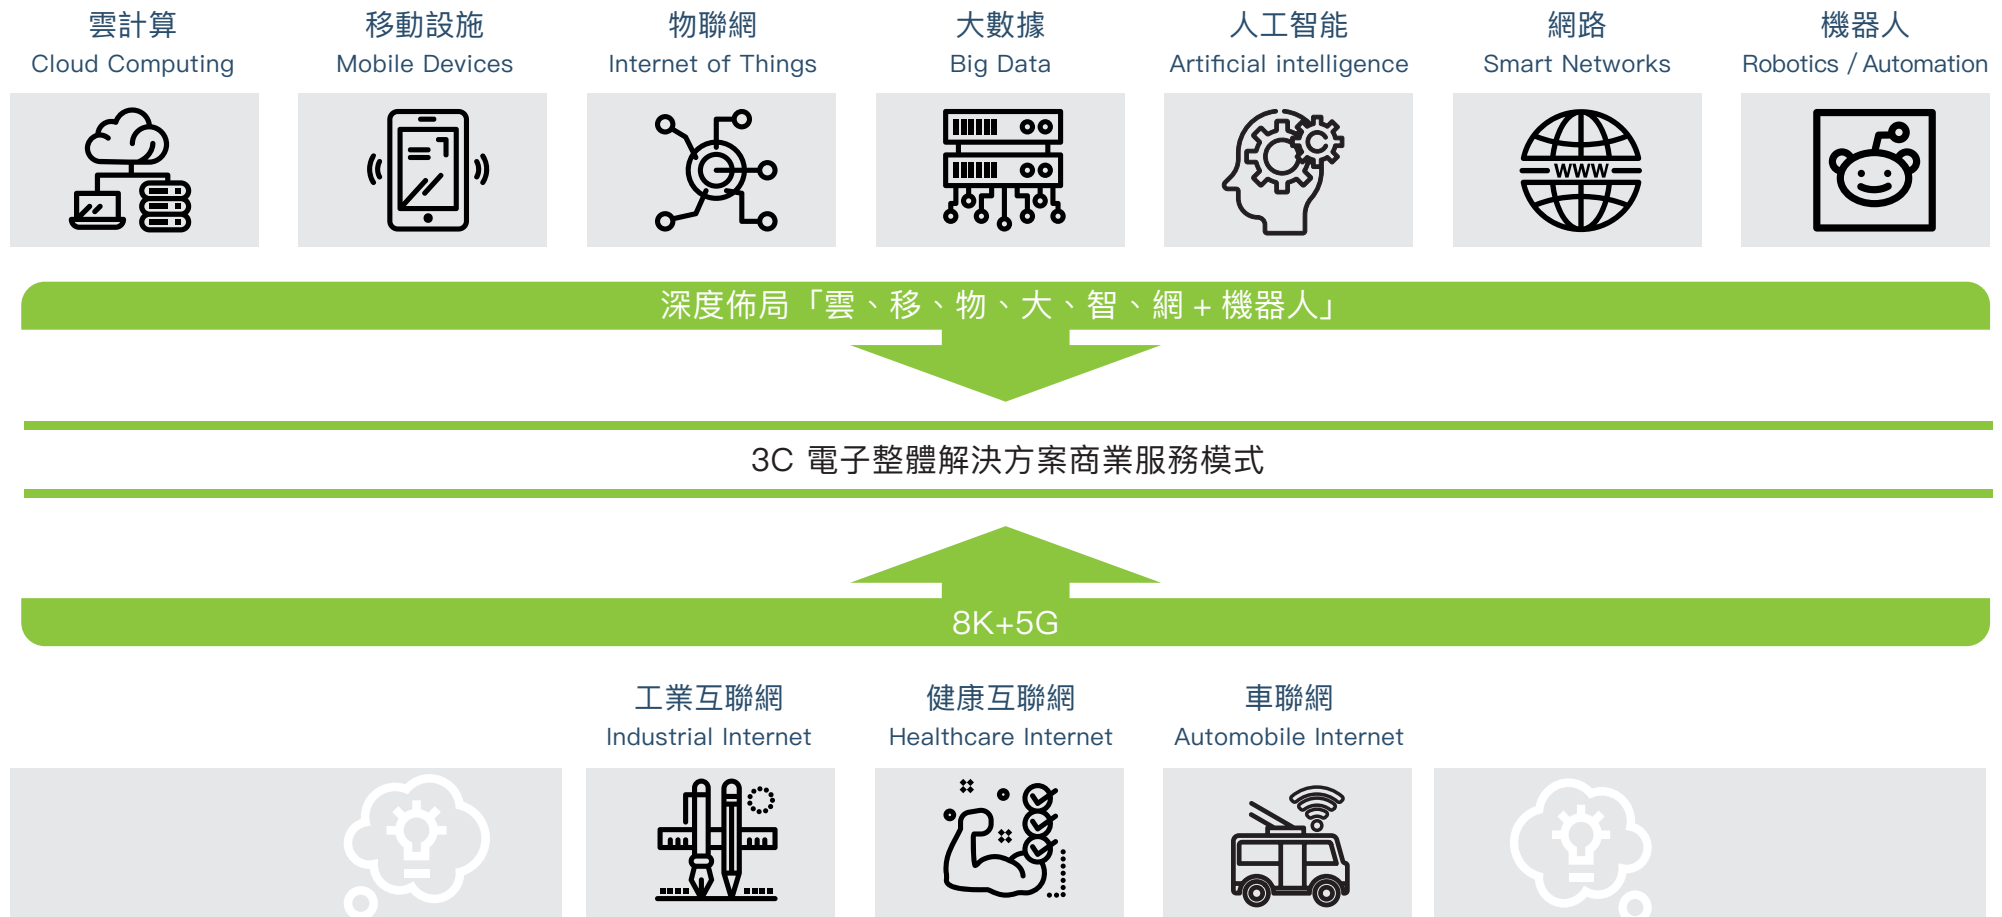 雲計算
Cloud Computing
移動設施
Mobile Devices
物聯網
Internet of Things
大數據
Big Data
人工智能
Artificial intelligence
網路
Smart Networks
機器人
Robotics / Automation
WWW
深度佈局「雲、移、物、大、智、網 + 機器人」
3C 電子整體解決方案商業服務模式
8K+5G
工業互聯網
Industrial Internet
健康互聯網
Healthcare Internet
車聯網
Automobile Internet